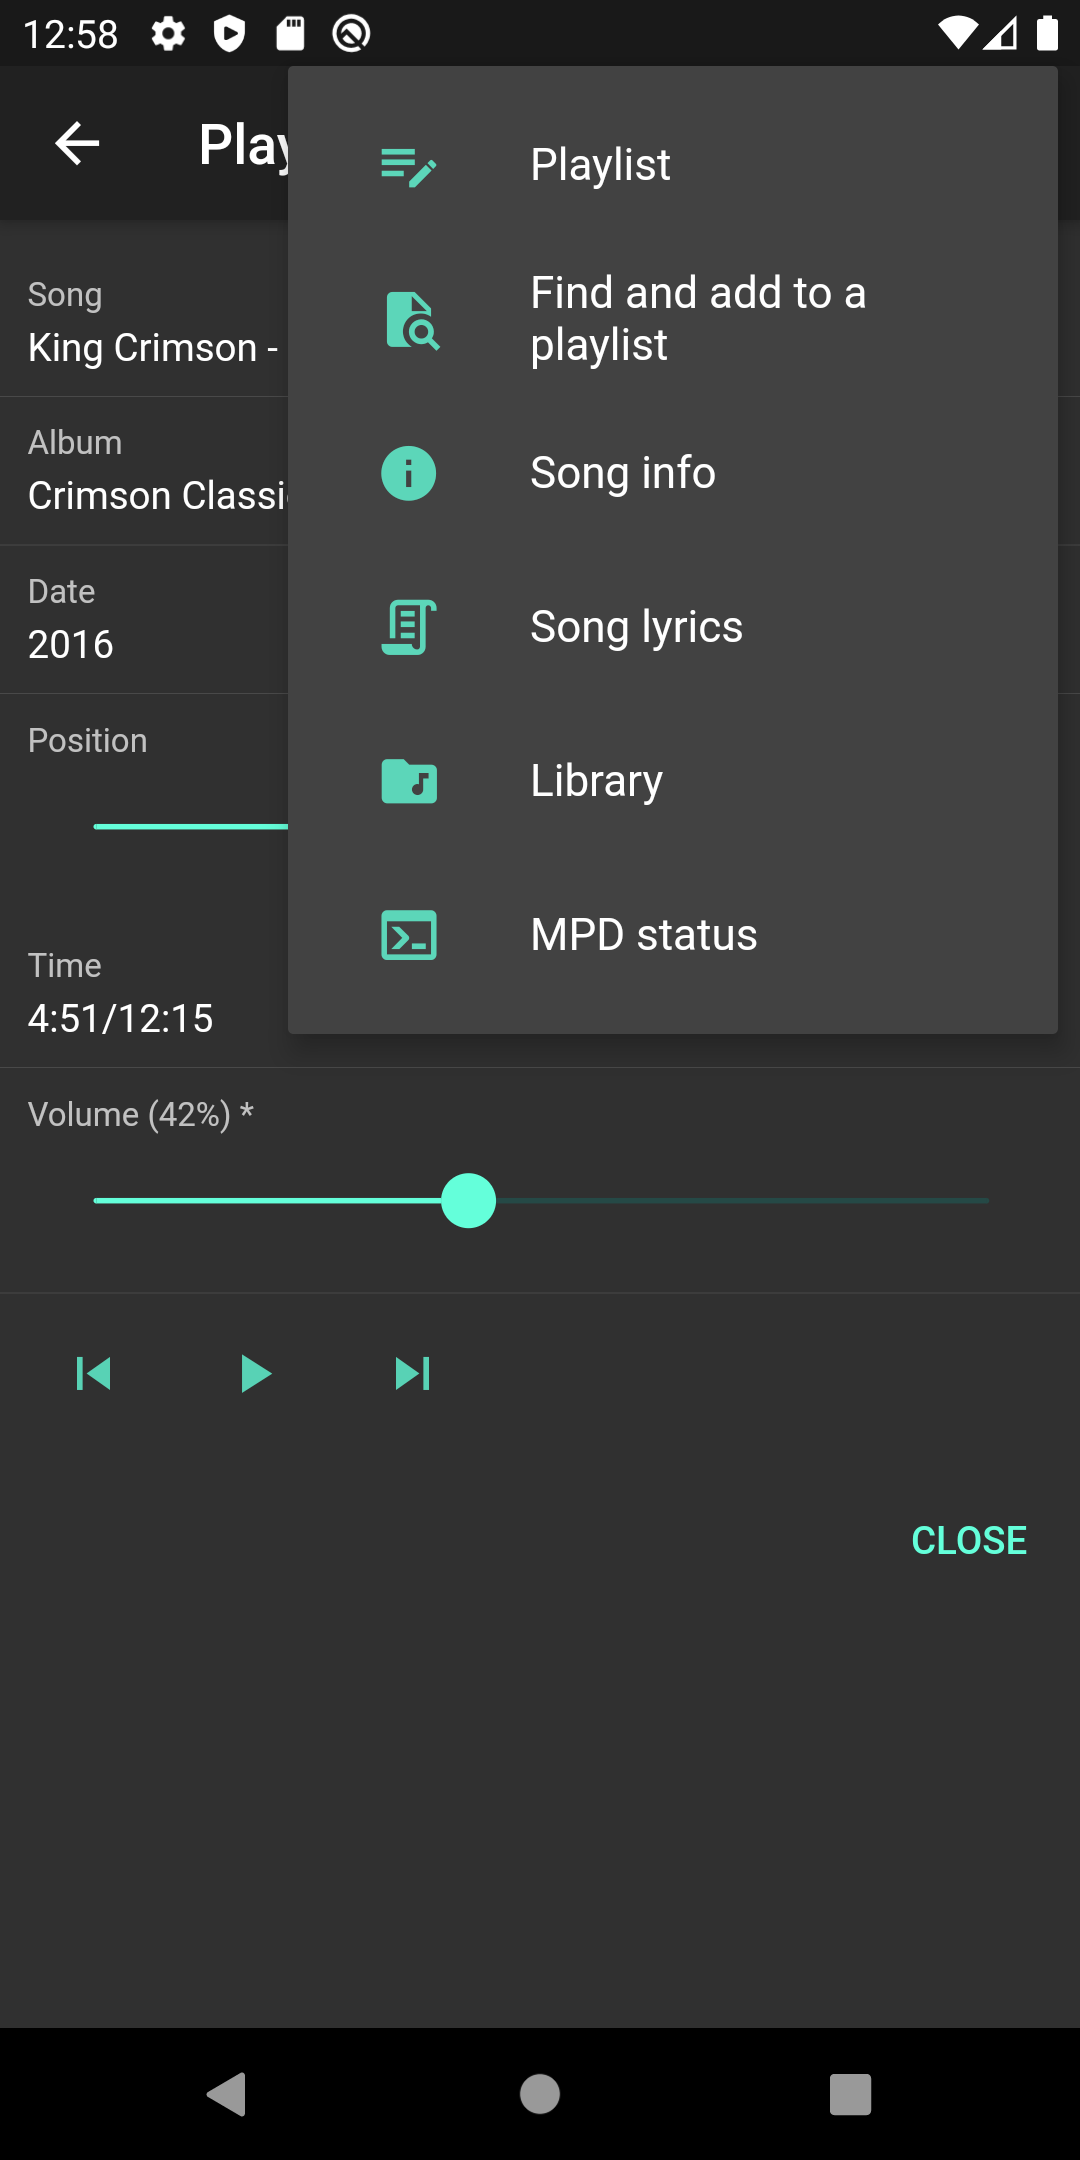 12:58
Play
Playlist
Find and add to a
playlist
Song info
Song lyrics
Library
MPD status
Song
King Crimson -
Album
Crimson Classi
Date
2016
Position
Time
4:51/12:15
Volume (42%) *
CLOSE